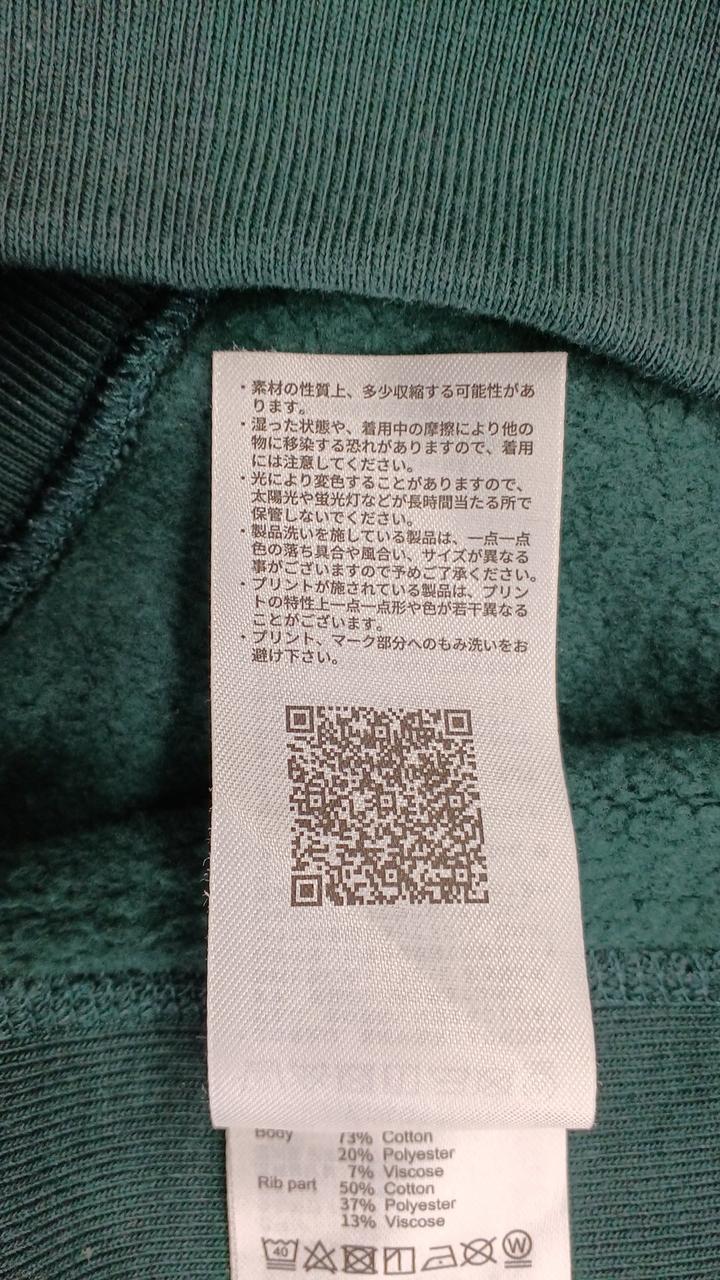 ・素材の性質上、多少収縮する可能性があ
ります。
・湿った状態や、着用中の摩擦により他の
物に移染する恐れがありますので、着用
には注意してください。
・光により変色することがありますので、
太陽光や蛍光灯などが長時間当たる所で
保管しないでください。
・製品洗いを施している製品は、一点一点
色の落ち具合や風合い、サイズが異なる
事がございますので予めご了承ください。
・プリントが施されている製品は、プリン
トの特性上一点一点形や色が若干異なる
ことがございます。
・プリント、マーク部分へのもみ洗いをお
避け下さい。
Body 73% Cotton
20% Polyester
7% Viscose
Rib part 50% Cotton
37% Polyester
13% Viscose
40 W